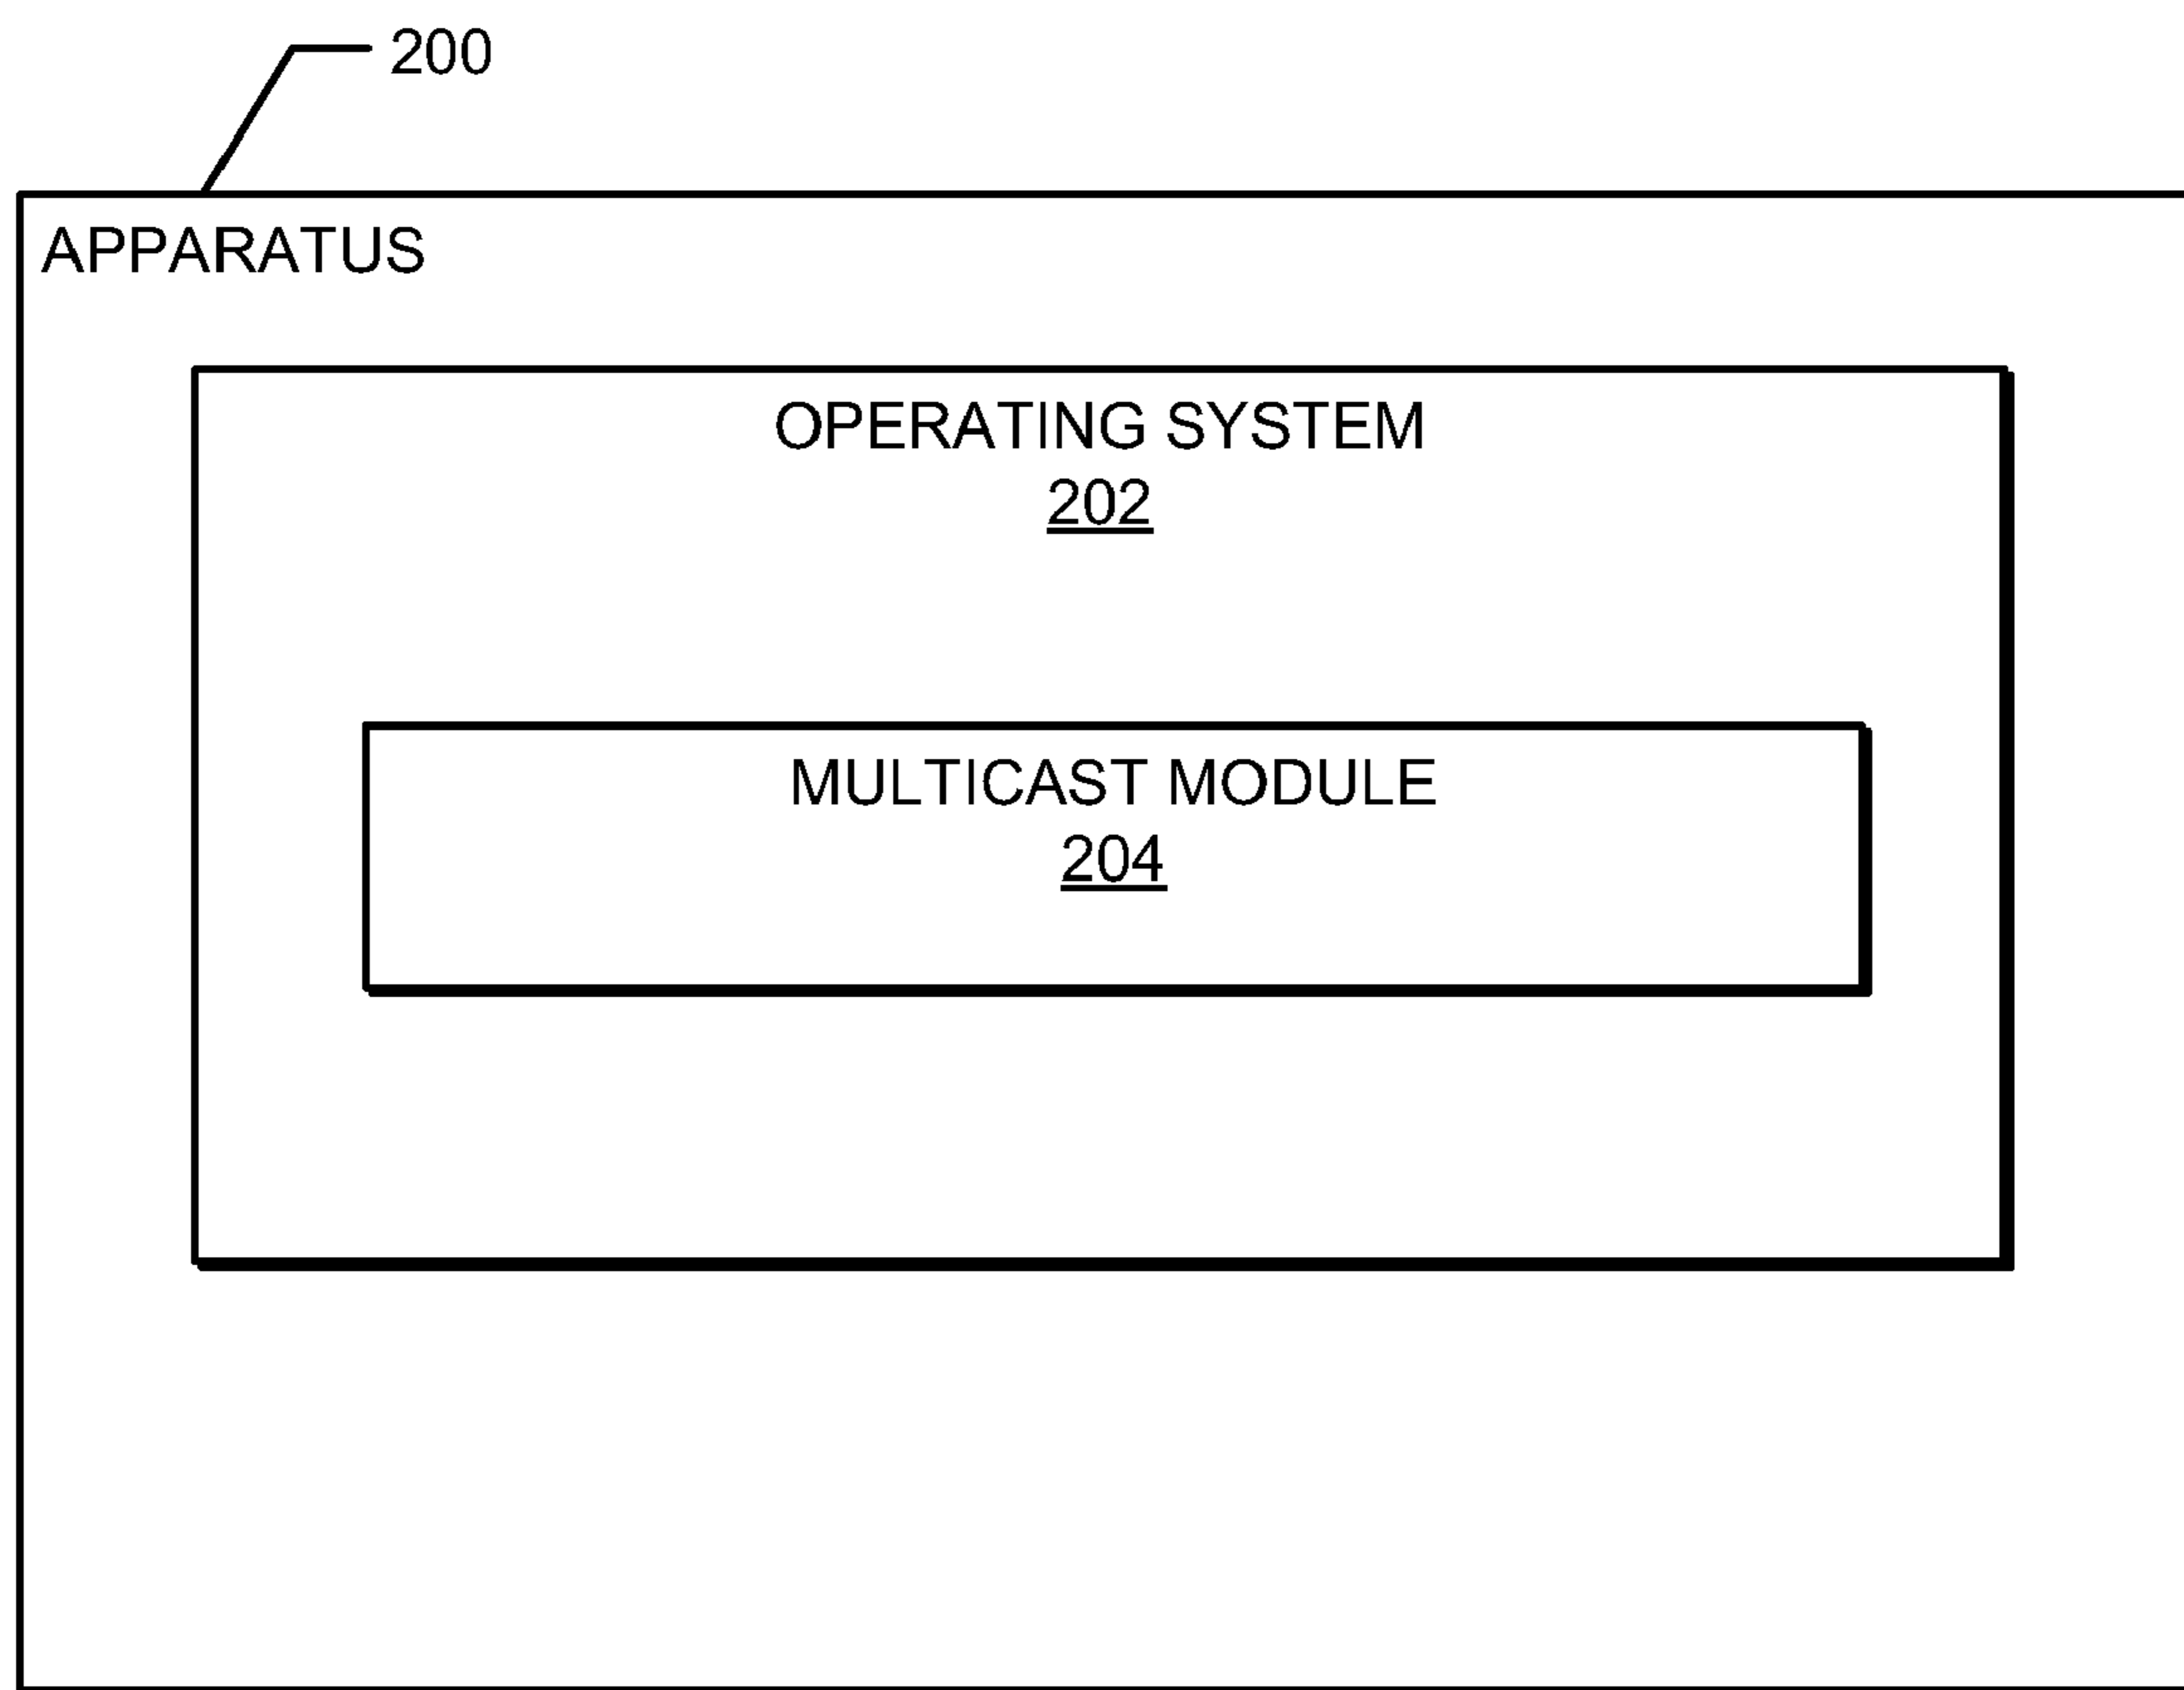 200
APPARATUS
OPERATING SYSTEM
202
MULTICAST MODULE
204